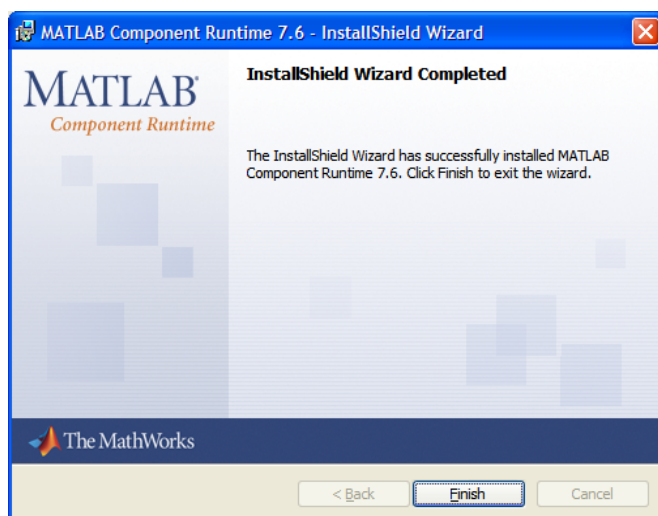 MATLAB Component Runtime 7.6 - InstallShield Wizard
MATLAB®
Component Runtime
InstallShield Wizard Completed
The InstallShield Wizard has successfully installed MATLAB
Component Runtime 7.6. Click Finish to exit the wizard.
The MathWorks
< Back
Finish
Cancel